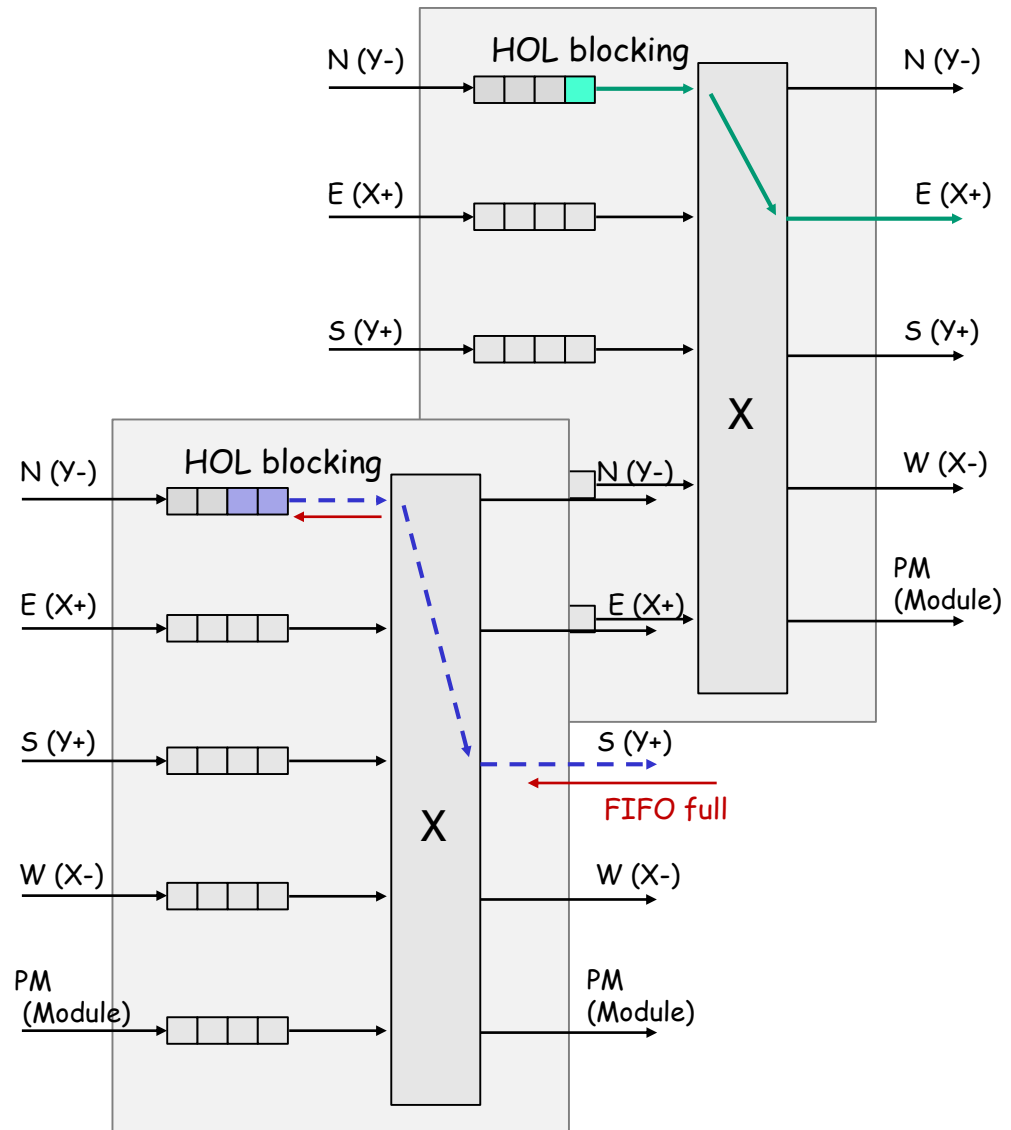 HOL blocking
N (Y-)
N (Y-)
E (X+)
E (X+)
S (Y+)
S (Y+)
X
W (X-)
PM
(Module)
HOL blocking
N (Y-)
N (Y-)
E (X+)
E (X+)
S (Y+)
S (Y+)
FIFO full
X
W (X-)
W (X-)
PM
(Module)
PM
(Module)